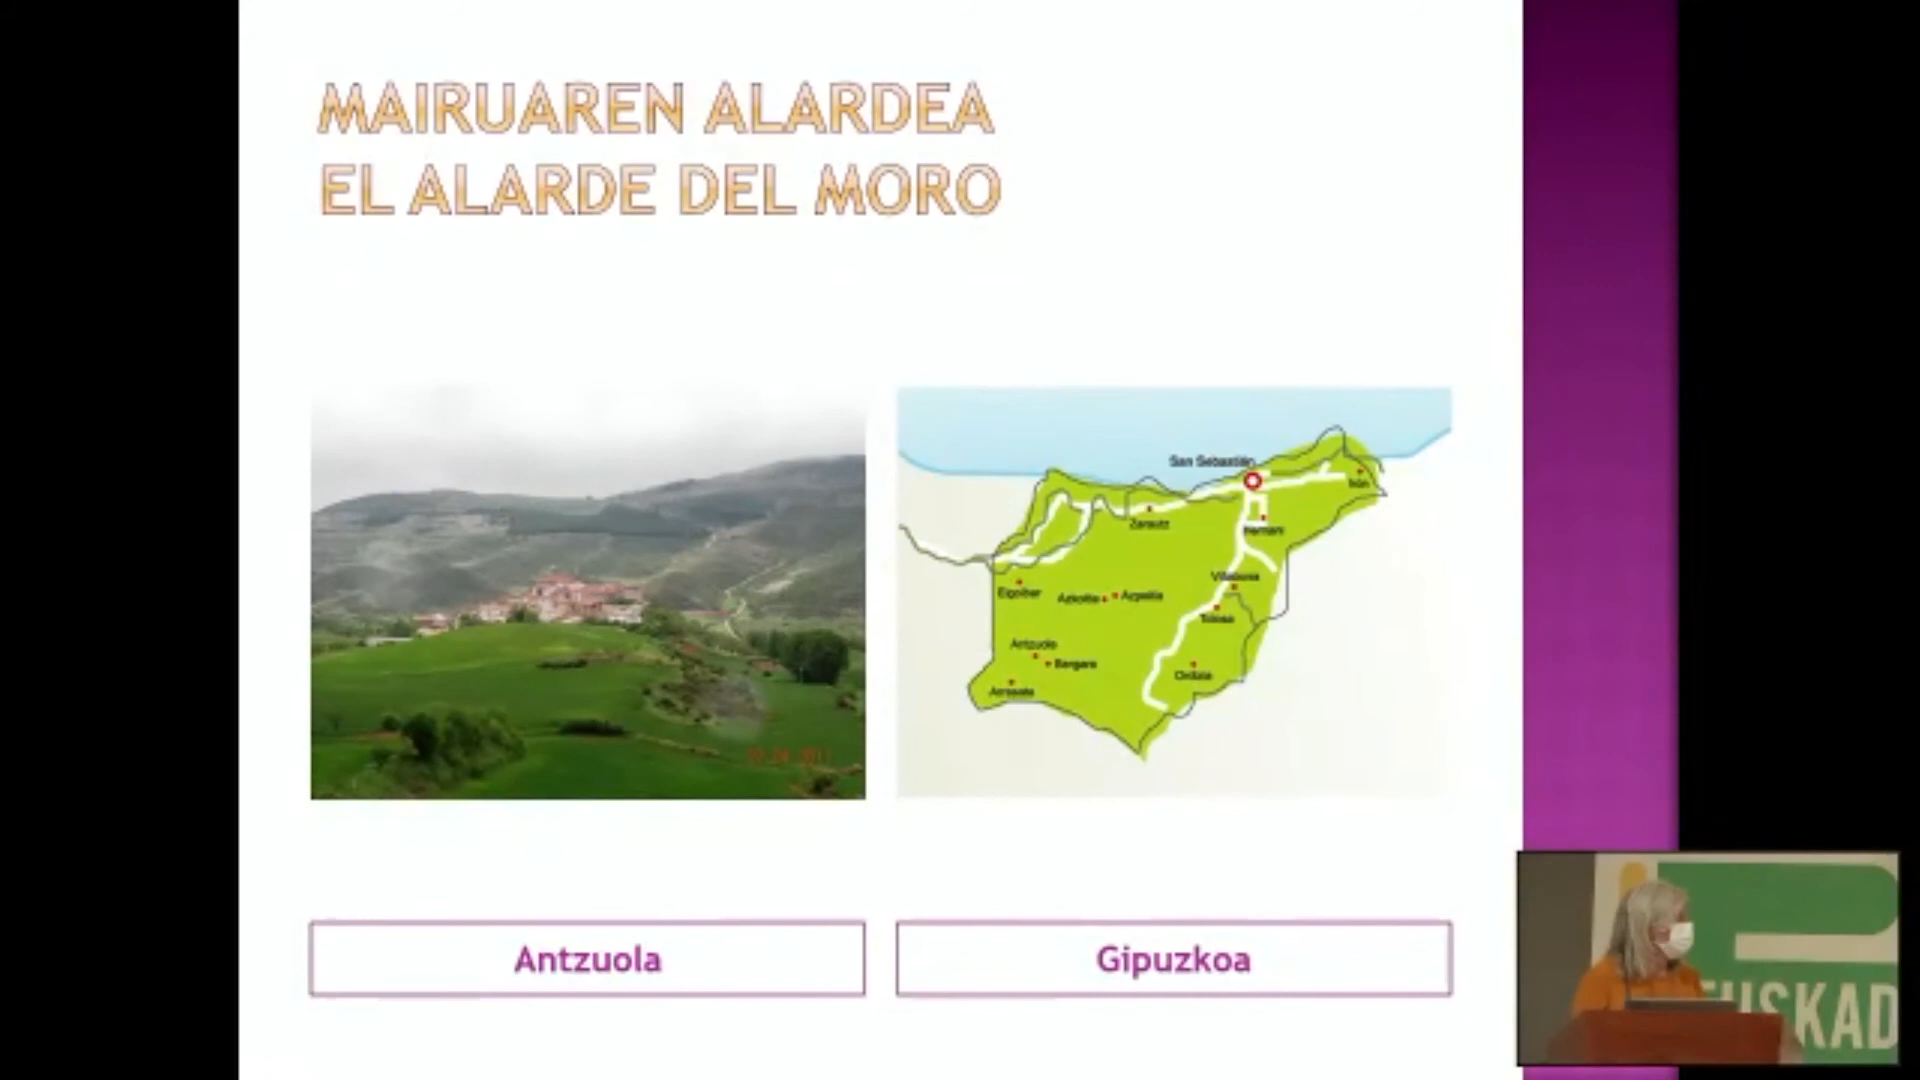 MAIRUAREN ALARDEA
EL ALARDE DEL MORO
San Sebastián
Irún
Zarautz
Hernani
Villabona
Elgoibar
Azkoitia
Azpeitia
Tolosa
Antzuola
Bergara
Ordizia
Arrasate
Antzuola
Gipuzkoa
EUSKAD